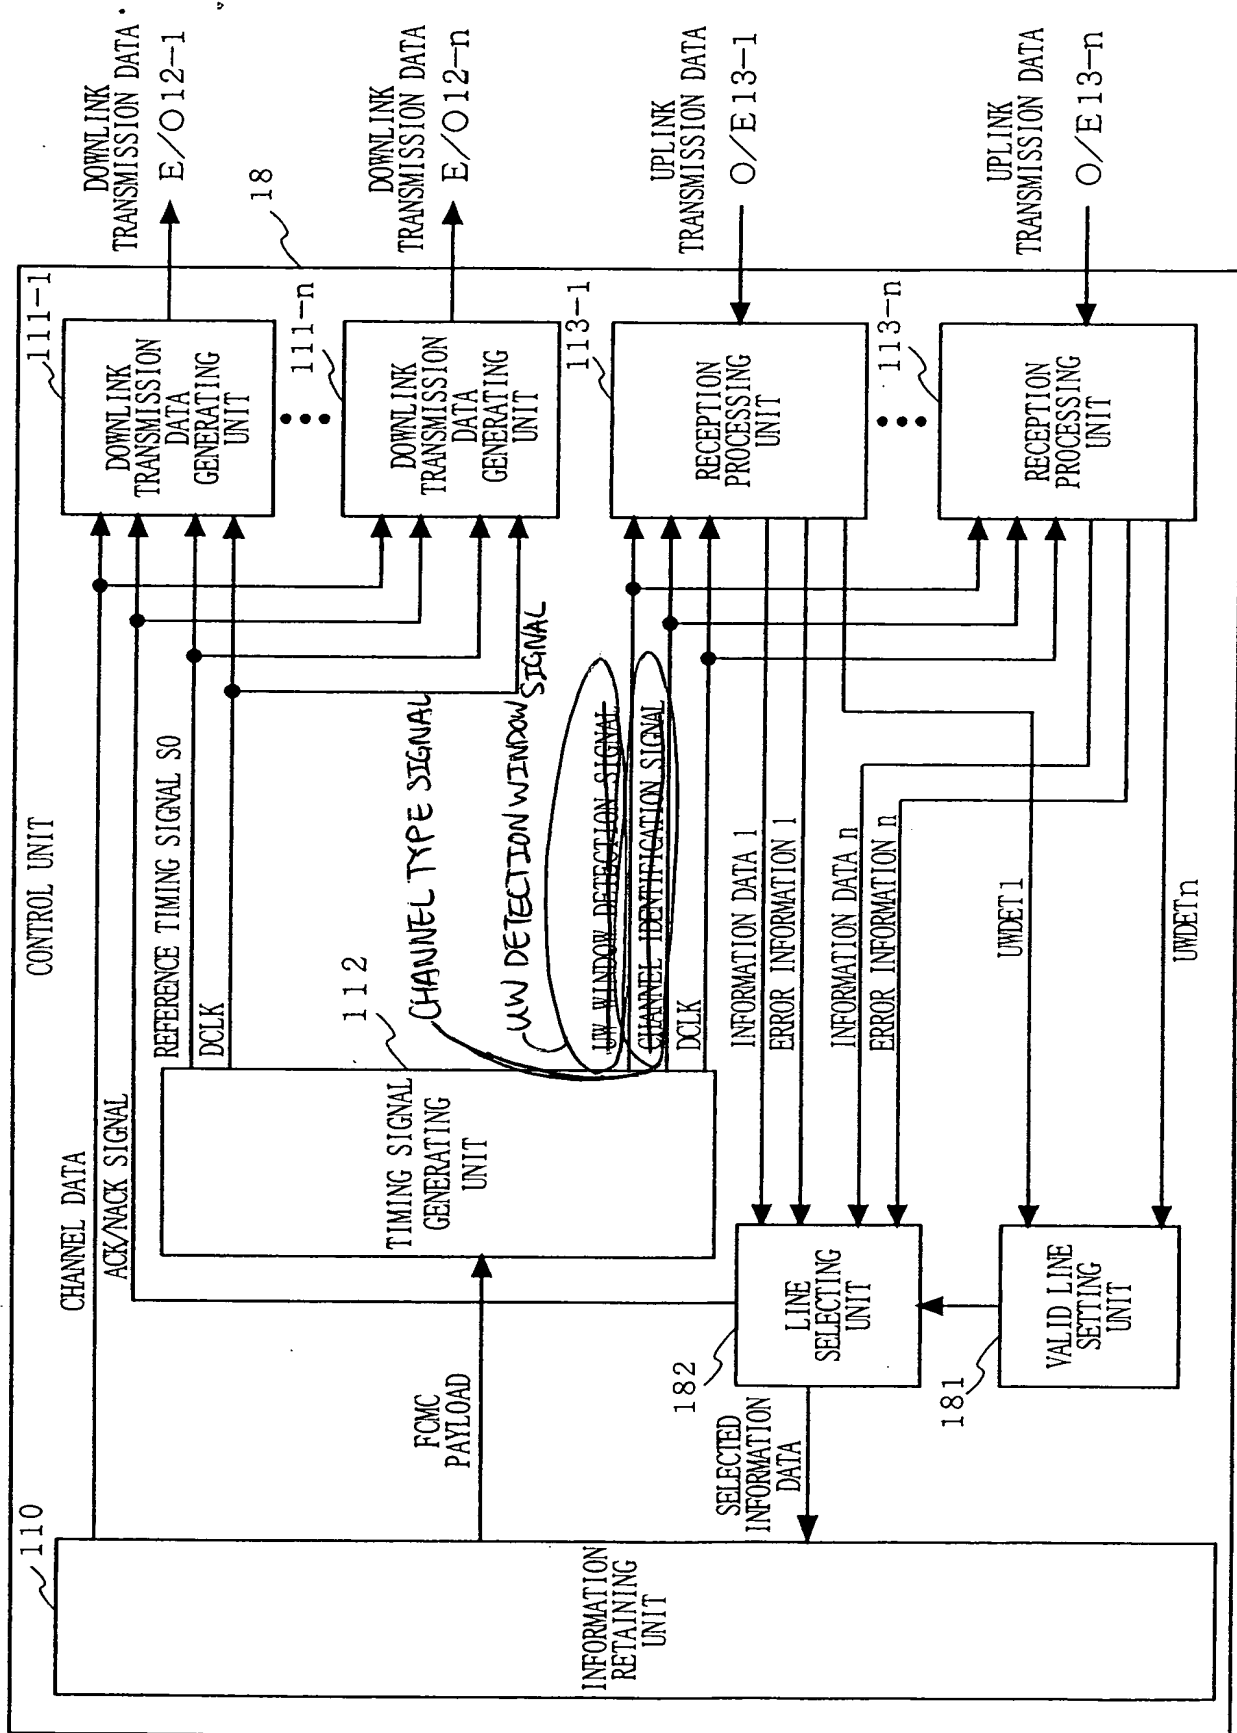 CONTROL UNIT
110
INFORMATION
RETAINING
UNIT
CHANNEL DATA
ACK/NACK SIGNAL
REFERENCE TIMING SIGNAL S0
DCLK
FCMC
PAYLOAD
TIMING SIGNAL
GENERATING
UNIT
112
CHANNEL TYPE SIGNAL
UW DETECTION WINDOW
SIGNAL
UW WINDOW DETECTION SIGNAL
CHANNEL IDENTIFICATION SIGNAL
DCLK
SELECTED
INFORMATION
DATA
182
LINE
SELECTING
UNIT
181
VALID LINE
SETTING
UNIT
INFORMATION DATA 1
ERROR INFORMATION 1
INFORMATION DATA n
ERROR INFORMATION n
UWDET1
UWDETn
111-1
DOWNLINK
TRANSMISSION
DATA
GENERATING
UNIT
111-n
DOWNLINK
TRANSMISSION
DATA
GENERATING
UNIT
113-1
RECEPTION
PROCESSING
UNIT
113-n
RECEPTION
PROCESSING
UNIT
18
DOWNLINK
TRANSMISSION DATA
E/O12-1
DOWNLINK
TRANSMISSION DATA
E/O12-n
UPLINK
TRANSMISSION DATA
O/E13-1
UPLINK
TRANSMISSION DATA
O/E13-n